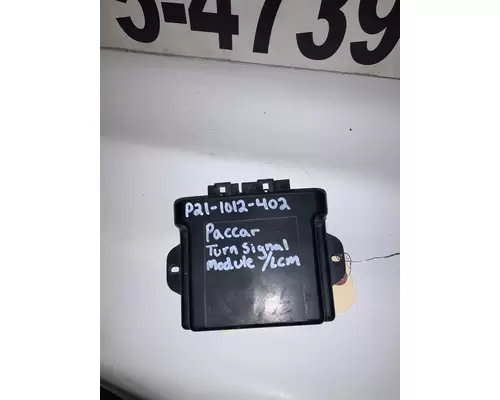 5-4739
P21-1012-402
Paccar
Turn Signal
Module/LCM